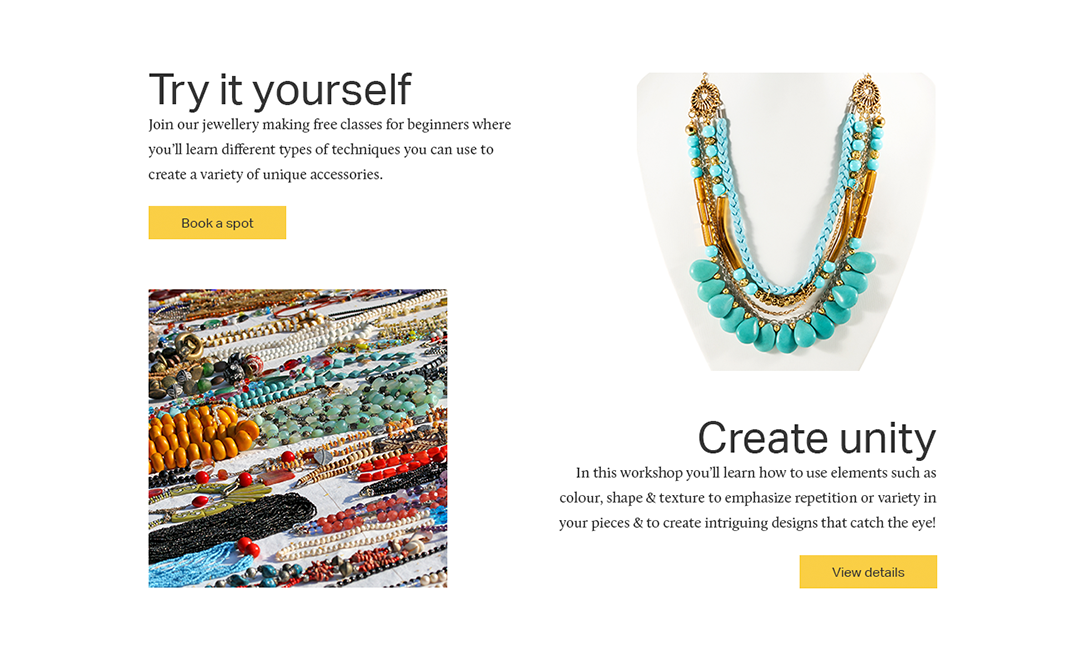 Try it yourself
Join our jewellery making free classes for beginners where
you'll learn different types of techniques you can use to
create a variety of unique accessories.
Book a spot
Create unity
In this workshop you'll learn how to use elements such as
colour, shape & texture to emphasize repetition or variety in
your pieces & to create intriguing designs that catch the eye!
View details